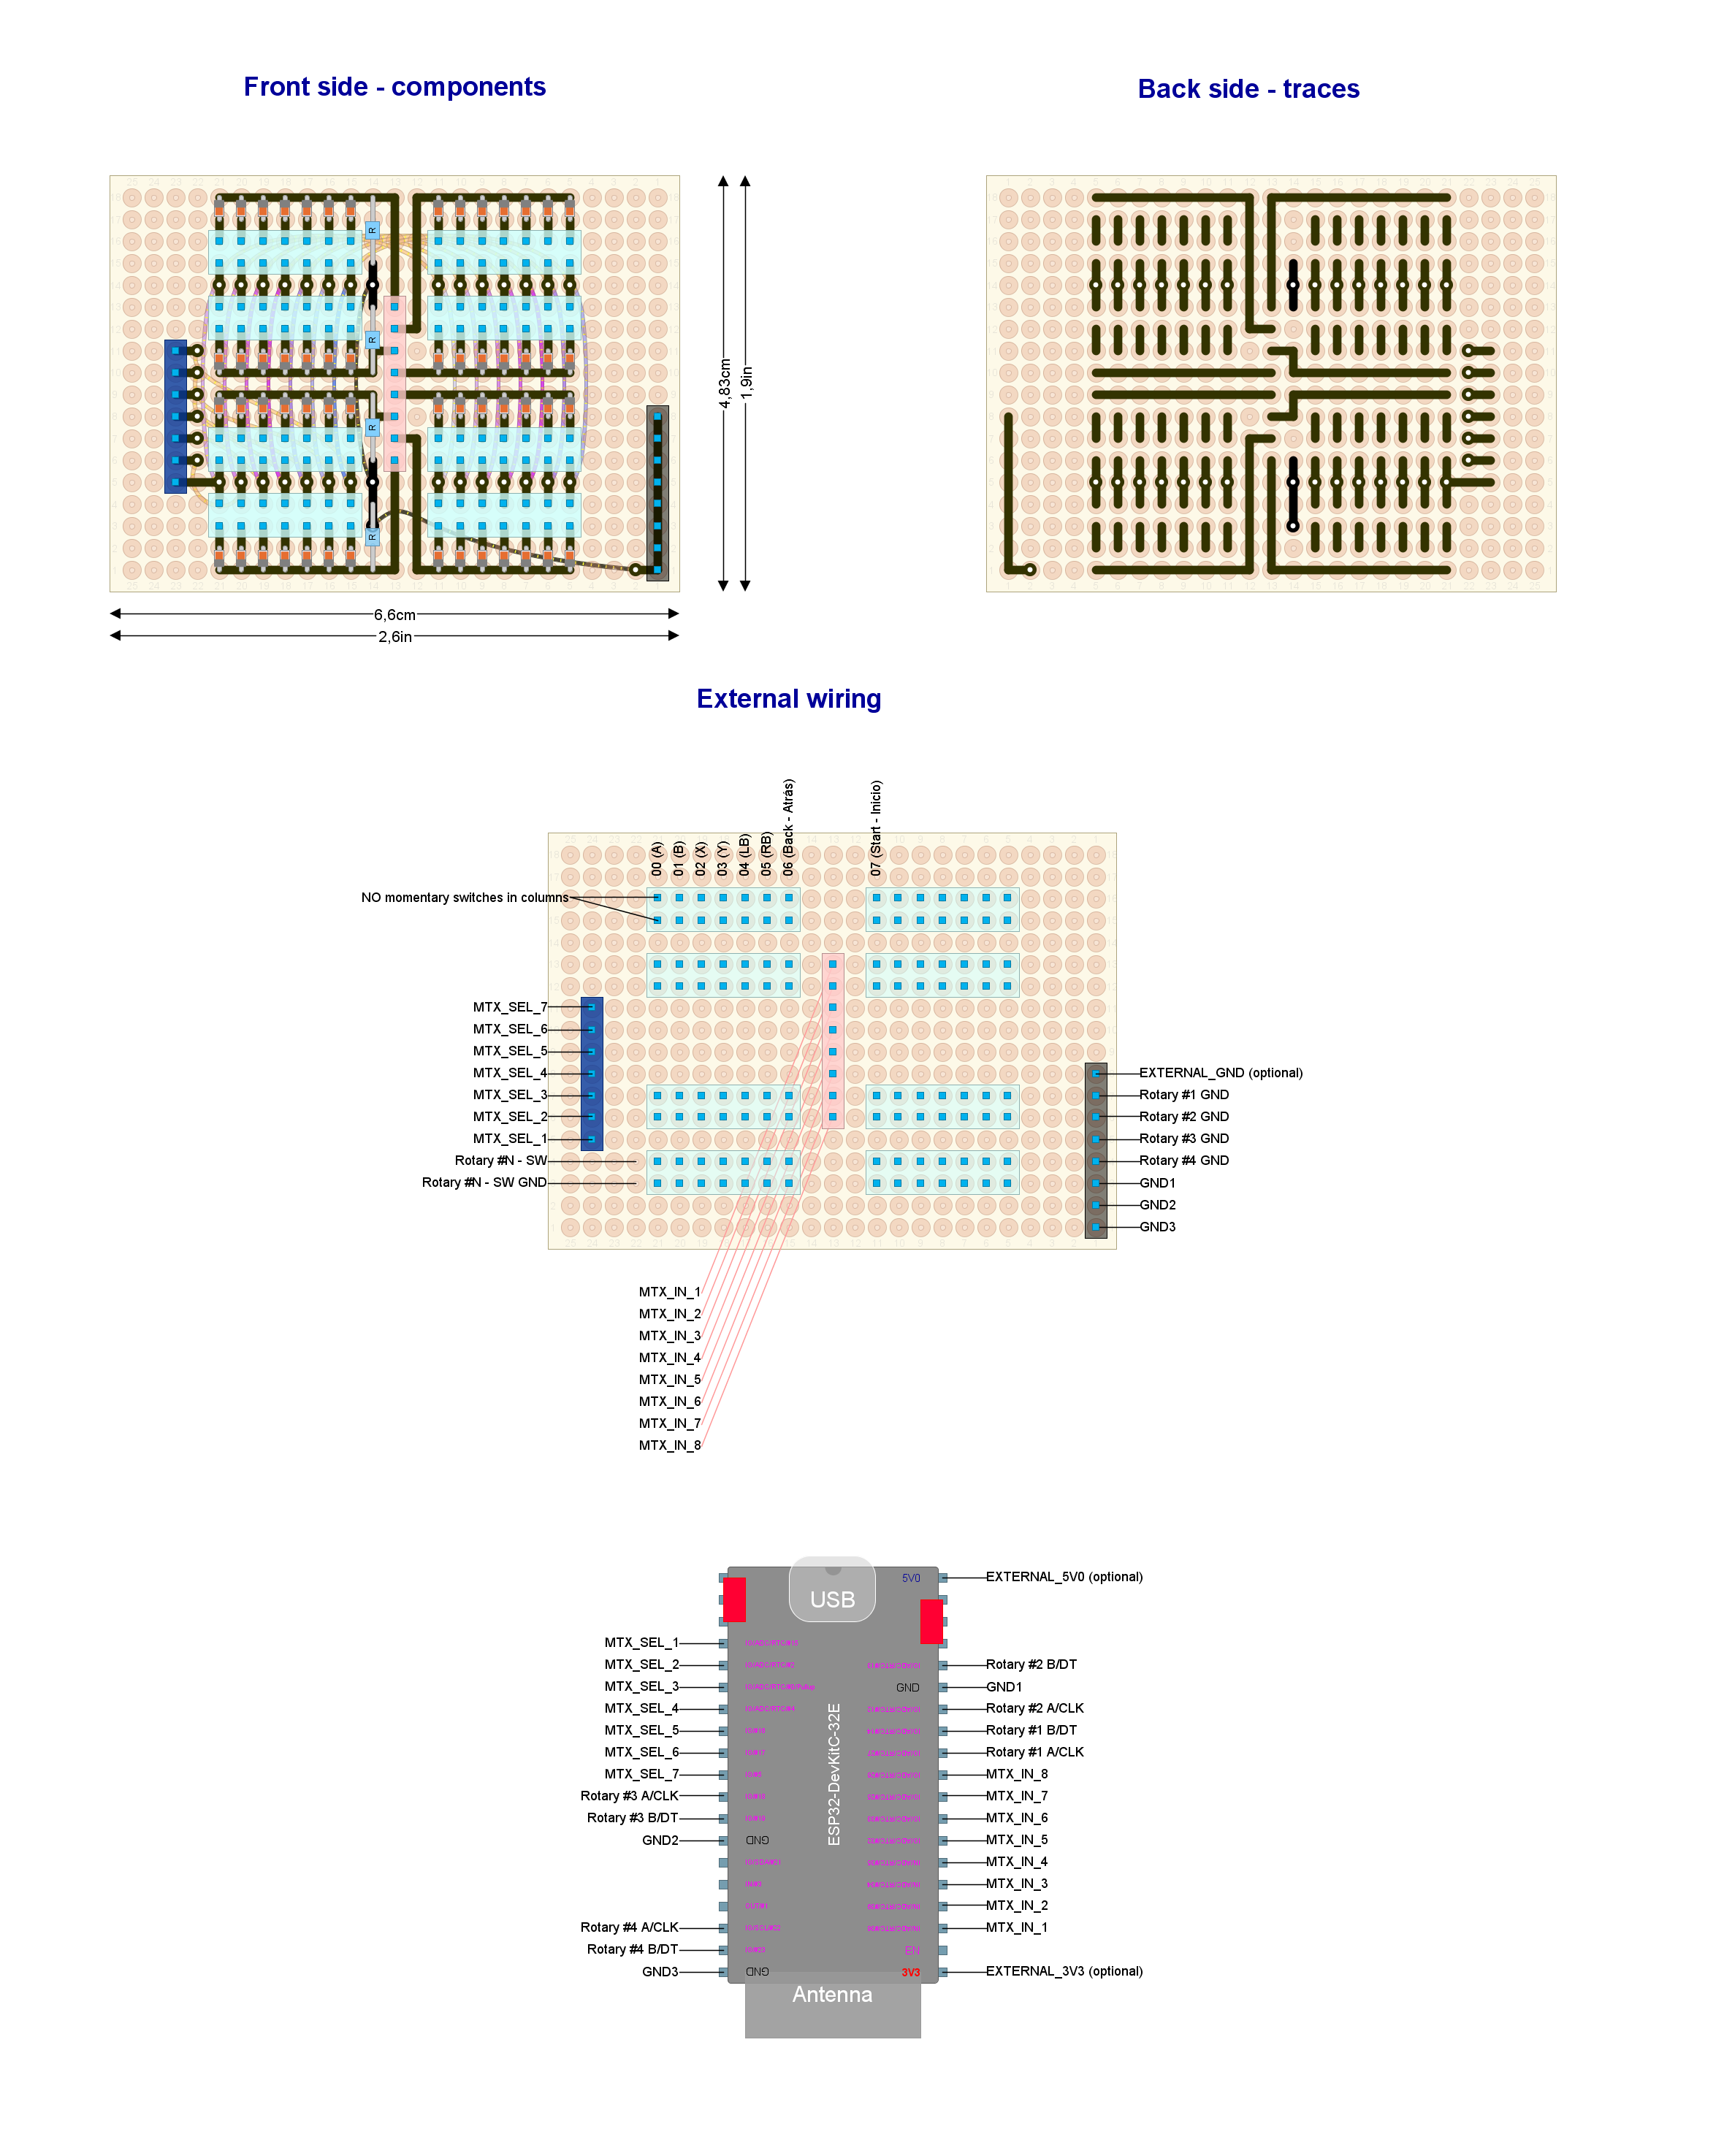 Front side - components
Back side - traces
R
R
R
R
4,83cm
1,9in
6,6cm
2,6in
External wiring
00 (A)
01 (B)
02 (X)
03 (Y)
04 (LB)
05 (RB)
06 (Back - Atrás)
07 (Start - Inicio)
NO momentary switches in columns
MTX_SEL_7
MTX_SEL_6
MTX_SEL_5
MTX_SEL_4
MTX_SEL_3
MTX_SEL_2
MTX_SEL_1
Rotary #N - SW
Rotary #N - SW GND
EXTERNAL_GND (optional)
Rotary #1 GND
Rotary #2 GND
Rotary #3 GND
Rotary #4 GND
GND1
GND2
GND3
MTX_IN_1
MTX_IN_2
MTX_IN_3
MTX_IN_4
MTX_IN_5
MTX_IN_6
MTX_IN_7
MTX_IN_8
USB
5V0
EXTERNAL_5V0 (optional)
MTX_SEL_1
MTX_SEL_2
MTX_SEL_3
MTX_SEL_4
MTX_SEL_5
MTX_SEL_6
MTX_SEL_7
Rotary #3 A/CLK
Rotary #3 B/DT
GND2
Rotary #4 A/CLK
Rotary #4 B/DT
GND3
GND
GND
ESP32-DevKitC-32E
GND
EN
3V3
Rotary #2 B/DT
GND1
Rotary #2 A/CLK
Rotary #1 B/DT
Rotary #1 A/CLK
MTX_IN_8
MTX_IN_7
MTX_IN_6
MTX_IN_5
MTX_IN_4
MTX_IN_3
MTX_IN_2
MTX_IN_1
EXTERNAL_3V3 (optional)
Antenna